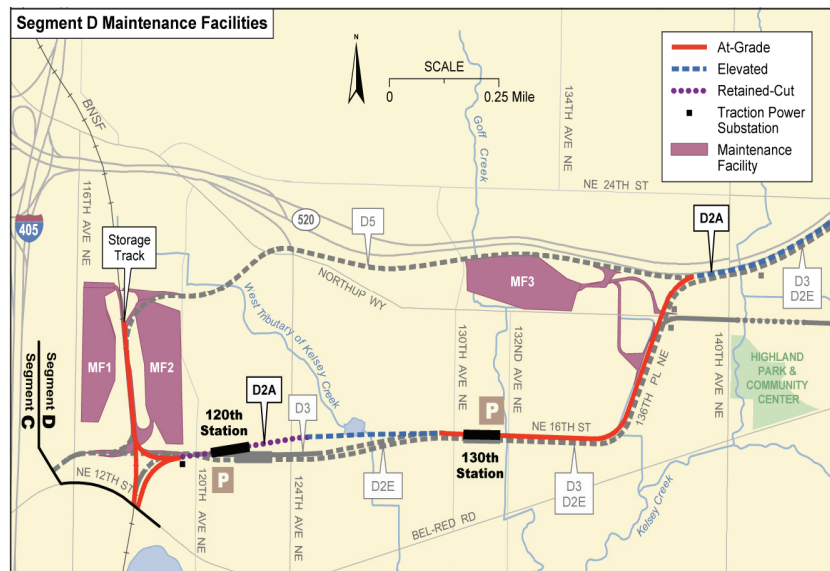 Segment D Maintenance Facilities
N
SCALE
0
0.25 Mile
At-Grade
Elevated
Retained-Cut
Traction Power
Substation
Maintenance
Facility
BNSF
116TH AVE NE
405
Storage
Track
520
D5
NORTHUP WY
Goff
Creek
134TH AVE NE
NE 24TH ST
D2A
D3
D2E
MF3
MF1
MF2
West Tributary of Kelsey Creek
130TH AVE NE
132ND AVE NE
136TH PL NE
140TH AVE NE
HIGHLAND
PARK &
COMMUNITY
CENTER
Segment D
Segment C
120th
Station
D2A
D3
P
NE 16TH ST
130th
Station
NE 12TH ST
P
120TH AVE NE
124TH AVE NE
D2E
D3
D2E
BEL-RED RD
Kelsey Creek